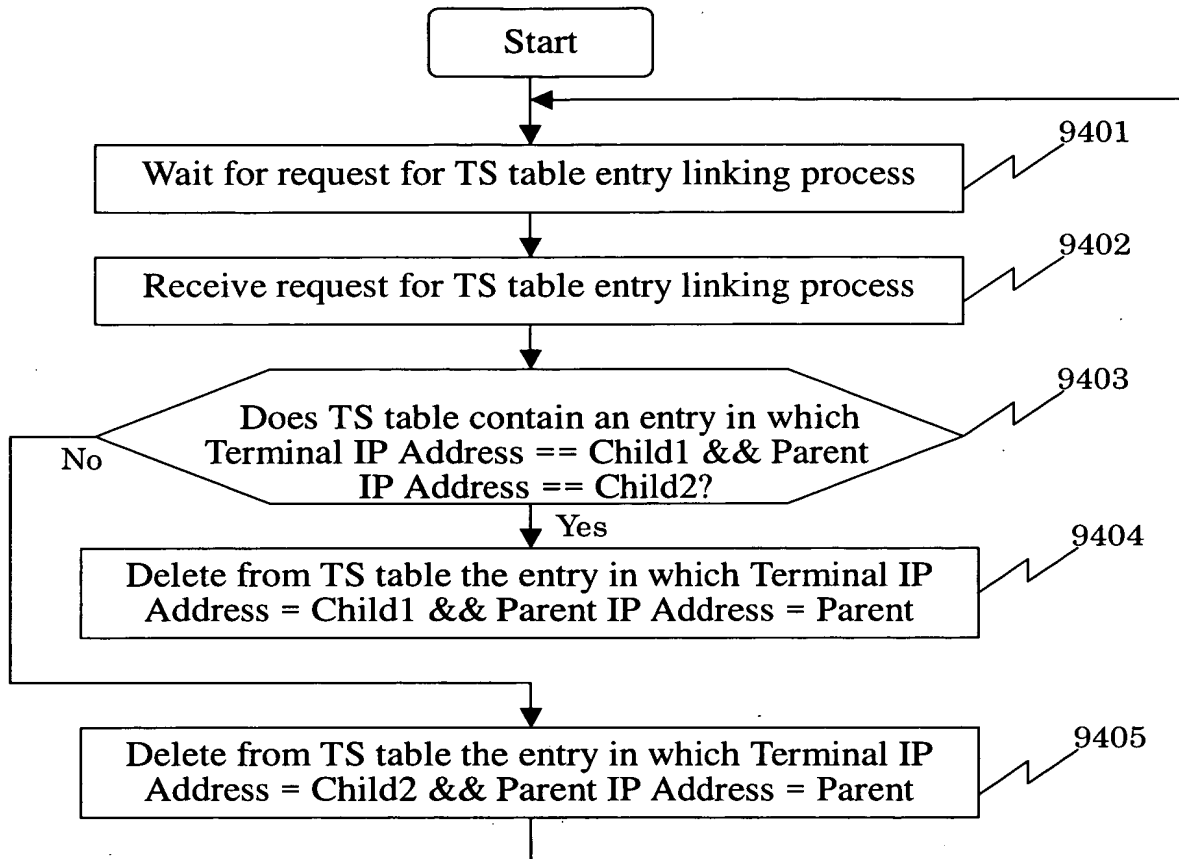 Start
9401
Wait for request for TS table entry linking process
9402
Receive request for TS table entry linking process
9403
Does TS table contain an entry in which
Terminal IP Address == Child1 && Parent
IP Address == Child2?
No
Yes
9404
Delete from TS table the entry in which Terminal IP
Address = Child1 && Parent IP Address = Parent
9405
Delete from TS table the entry in which Terminal IP
Address = Child2 && Parent IP Address = Parent